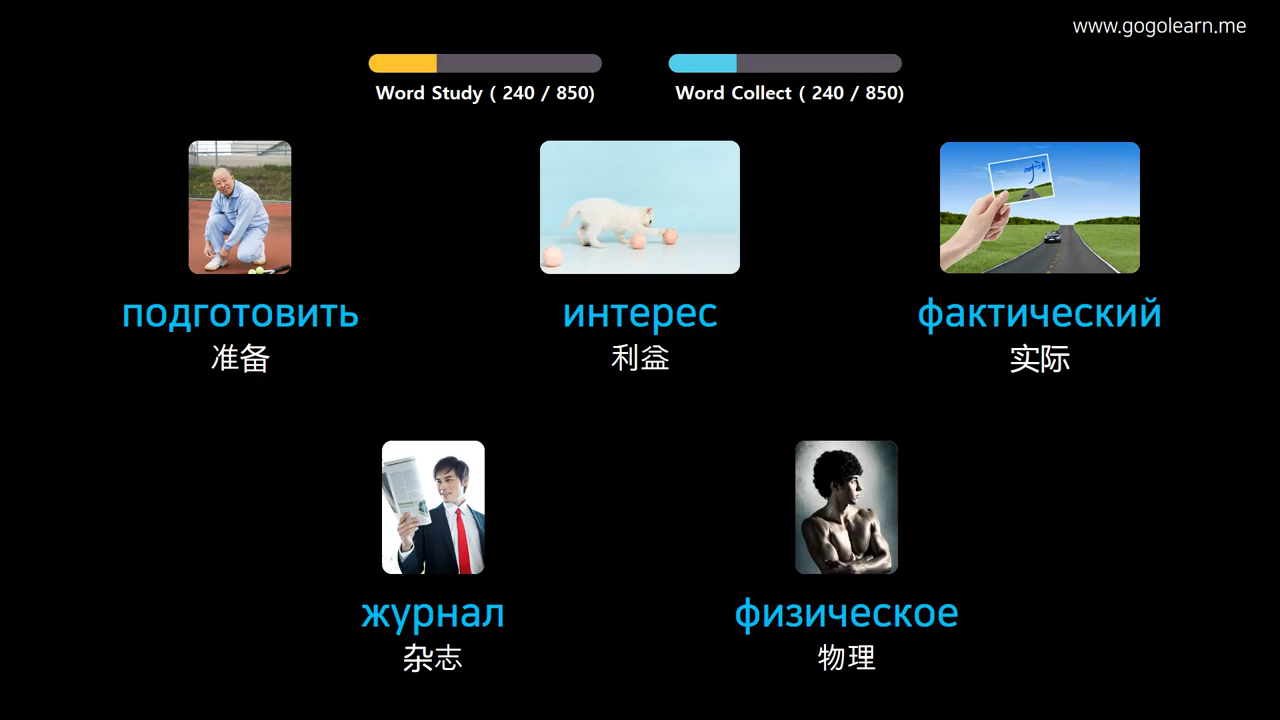 www.gogolearn.me
Word Study ( 240 / 850)
Word Collect ( 240 / 850)
подготовить
准备
интерес
利益
фактический
实际
журнал
杂志
физическое
物理